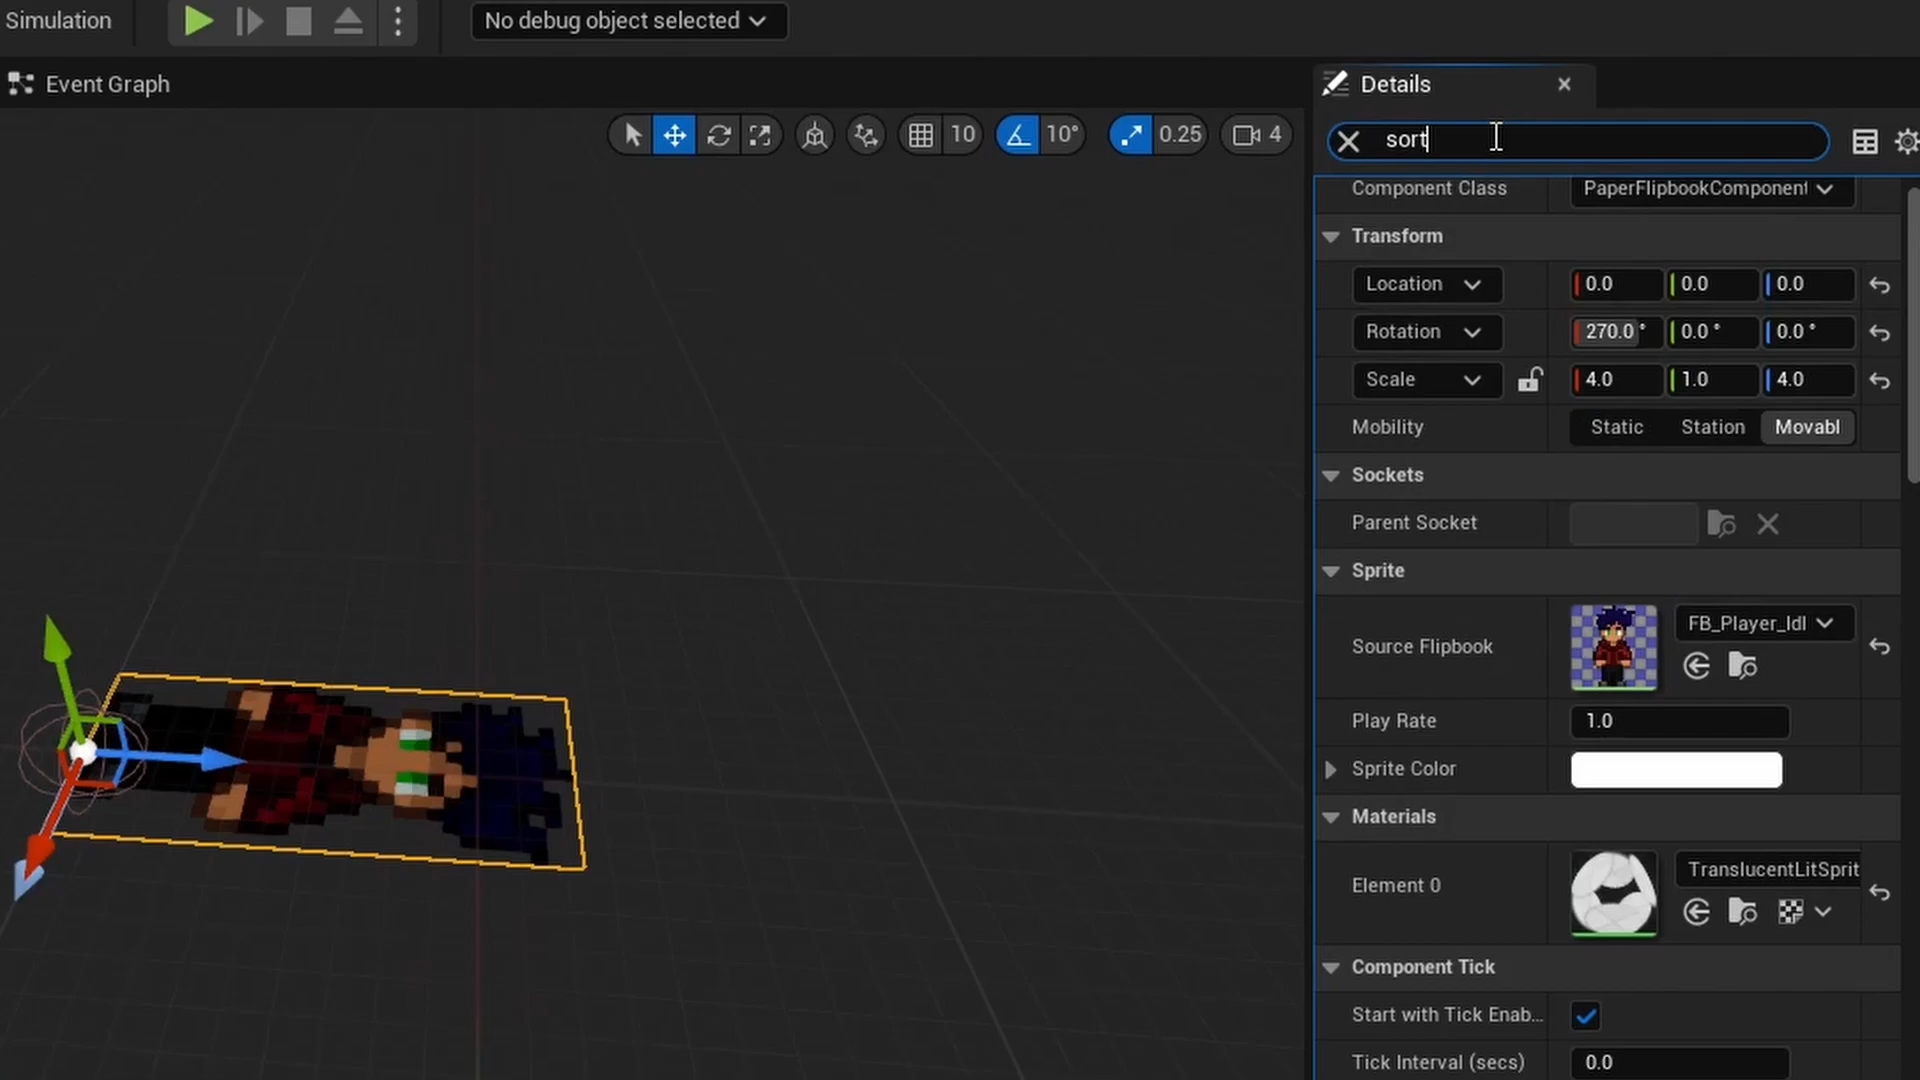 Simulation
No debug object selected
Event Graph
10
10°
0.25
4
Details
sort
Component Class
PaperFlipbookComponent
Transform
Location
0.0
0.0
0.0
Rotation
270.0 °
0.0 °
0.0 °
Scale
4.0
1.0
4.0
Mobility
Static
Station
Movabl
Sockets
Parent Socket
Sprite
Source Flipbook
FB_Player_Idl
Play Rate
1.0
Sprite Color
Materials
Element 0
TranslucentLitSprit
Component Tick
Start with Tick Enab...
Tick Interval (secs)
0.0